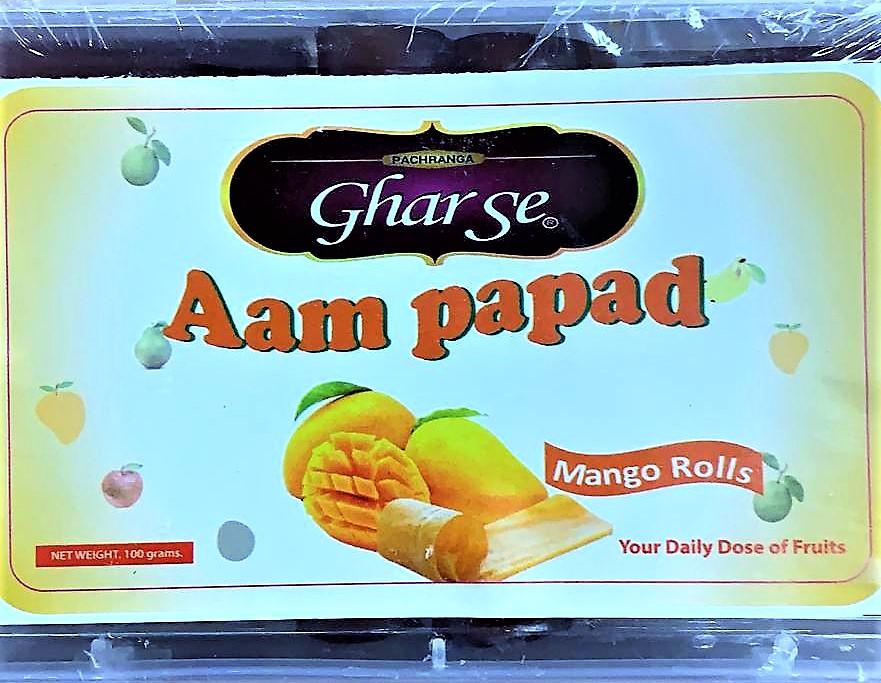 PACHRANGA
Ghar Se®
Aam papad
Mango Rolls
NET WEIGHT. 100 grams.
Your Daily Dose of Fruits